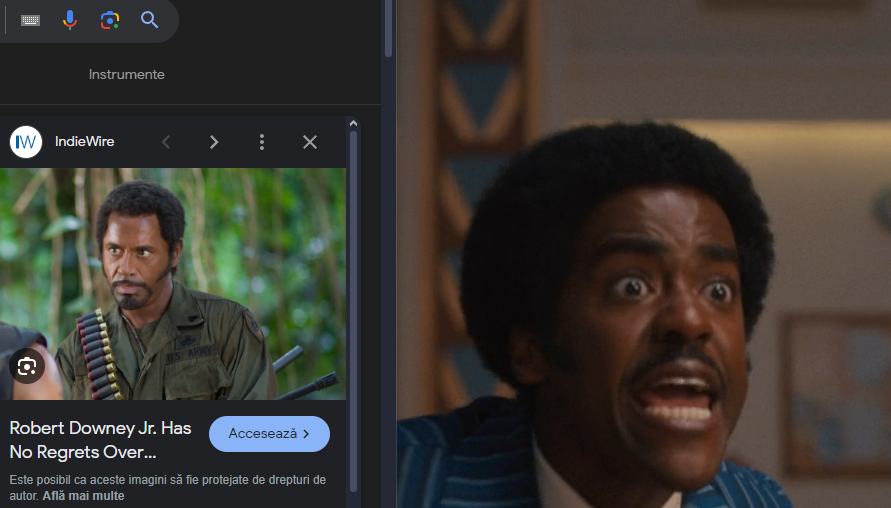 Instrumente
IW IndieWire
U.S. ARMY
Robert Downey Jr. Has
No Regrets Over...
Accesează
Este posibil ca aceste imagini să fie protejate de drepturi de
autor. Află mai multe